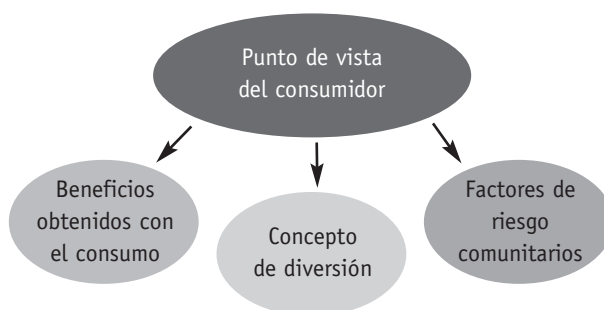 Punto de vista
del consumidor
Beneficios
obtenidos con
el consumo
Concepto
de diversión
Factores de
riesgo
comunitarios